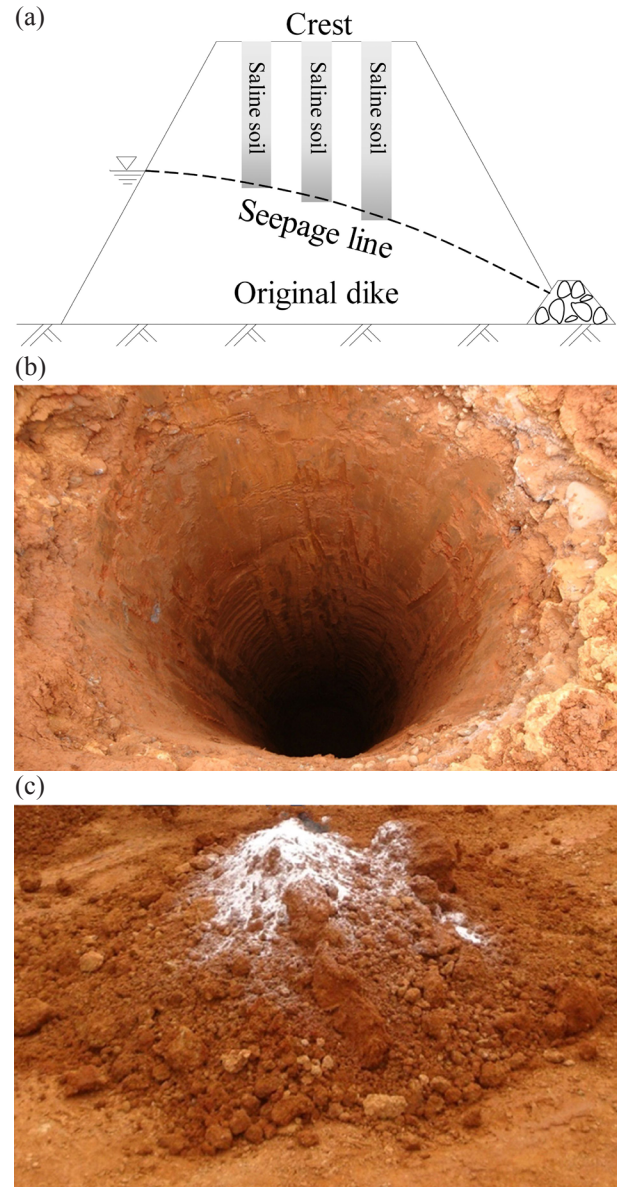 (a)
Crest
Saline soil
Saline soil
Saline soil
Seepage line
Original dike
(b)
(c)